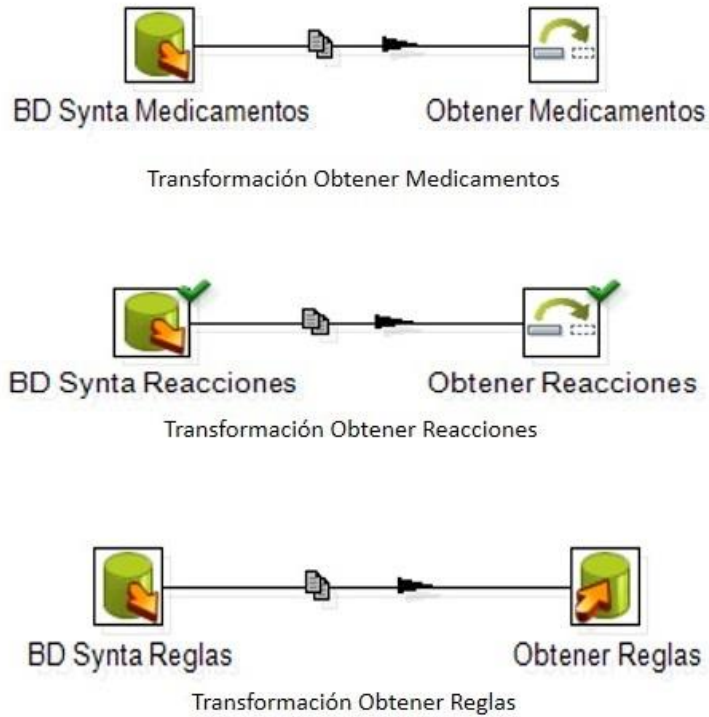 BD Synta Medicamentos Obtener Medicamentos
Transformación Obtener Medicamentos
BD Synta Reacciones Obtener Reacciones
Transformación Obtener Reacciones
BD Synta Reglas Obtener Reglas
Transformación Obtener Reglas